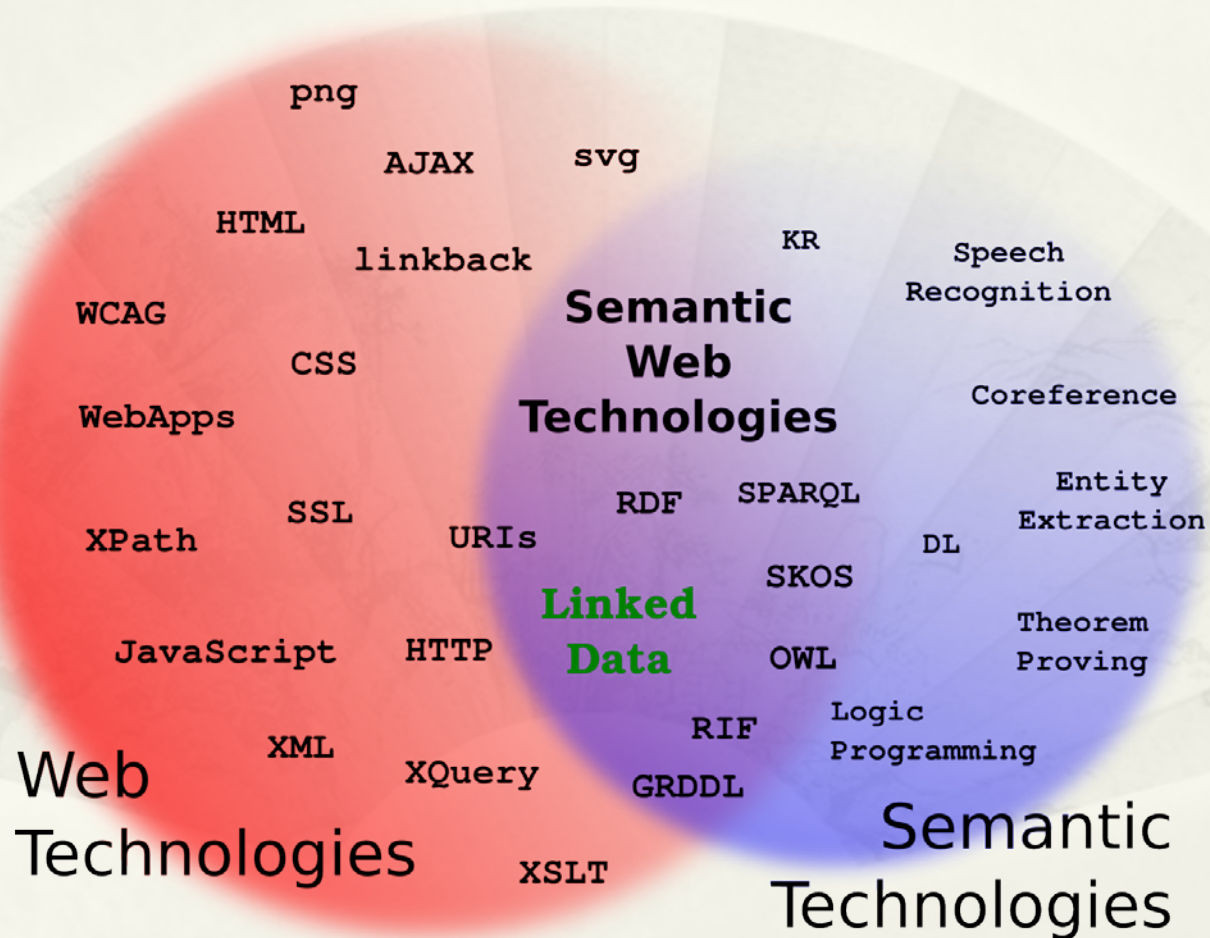 png
AJAX
svg
HTML
linkback
WCAG
CSS
WebApps
SSL
XPath
URIs
JavaScript
HTTP
XML
XQuery
XSLT
Web
Technologies
Semantic
Web
Technologies
RDF
SPARQL
SKOS
Linked
Data
OWL
RIF
GRDDL
KR
Speech
Recognition
Coreference
Entity
Extraction
DL
Theorem
Proving
Logic
Programming
Semantic
Technologies